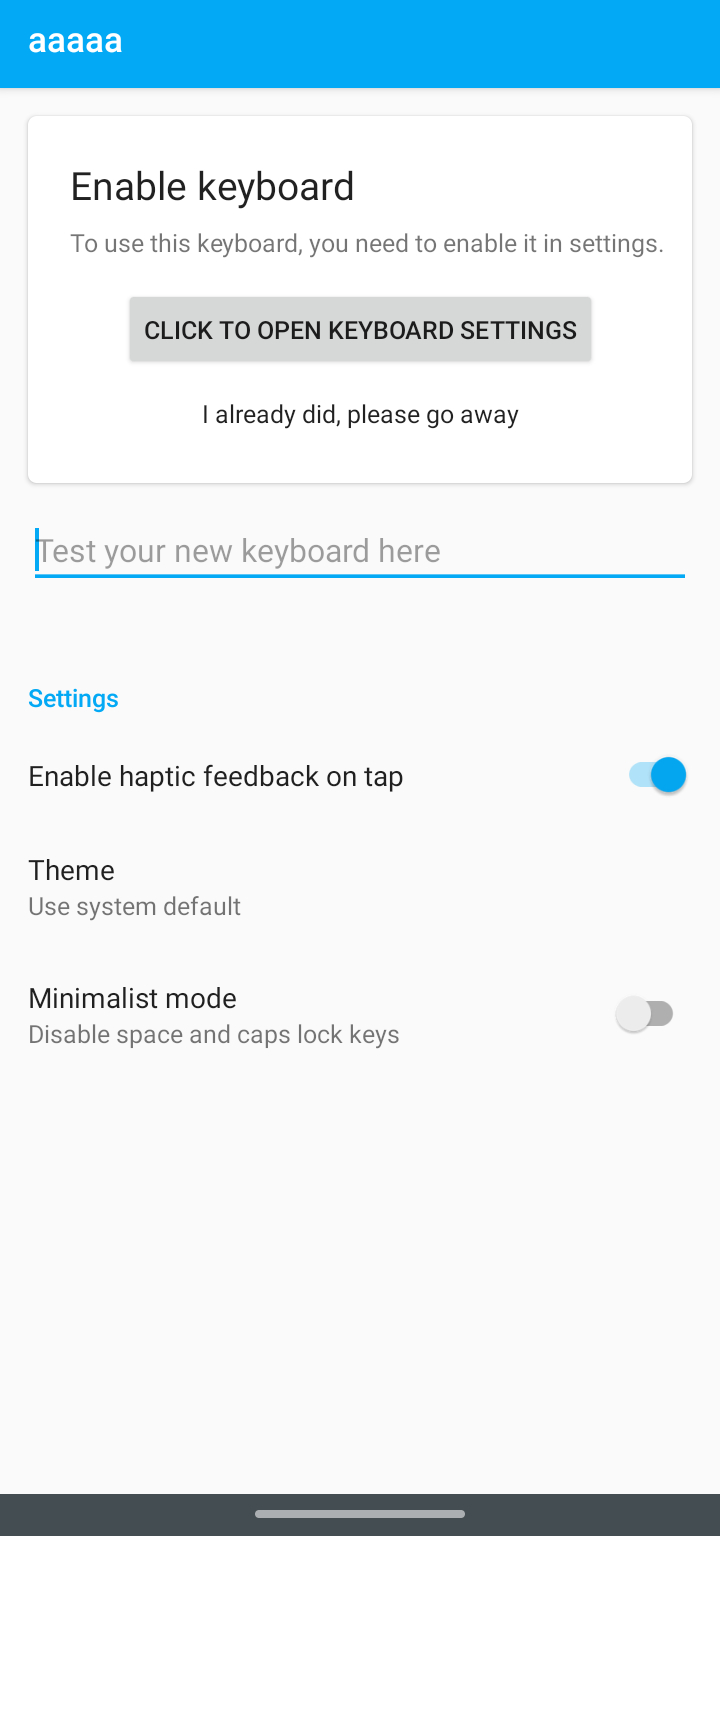 aaaaa
Enable keyboard
To use this keyboard, you need to enable it in settings.
CLICK TO OPEN KEYBOARD SETTINGS
I already did, please go away
Test your new keyboard here
Settings
Enable haptic feedback on tap
Theme
Use system default
Minimalist mode
Disable space and caps lock keys